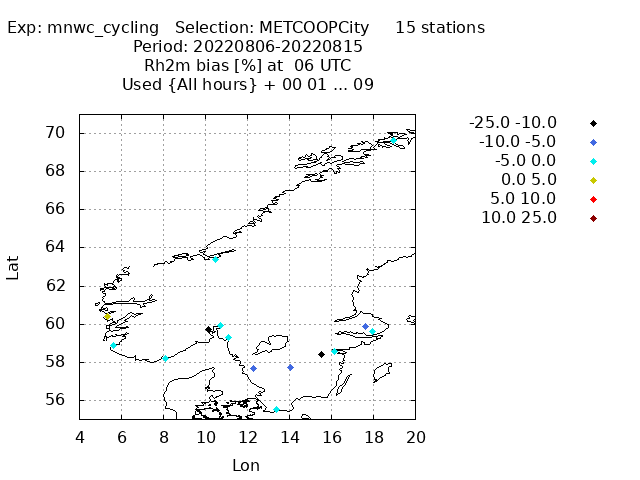 Exp: mnwc_cycling   Selection: METCOOPCity     15 stations
Period: 20220806-20220815
Rh2m bias [%] at  06 UTC
Used {All hours} + 00 01 ... 09
-25.0 -10.0
-10.0 -5.0
-5.0 0.0
0.0 5.0
5.0 10.0
10.0 25.0
70
68
66
64
62
60
58
56
Lat
4 6 8 10 12 14 16 18 20
Lon